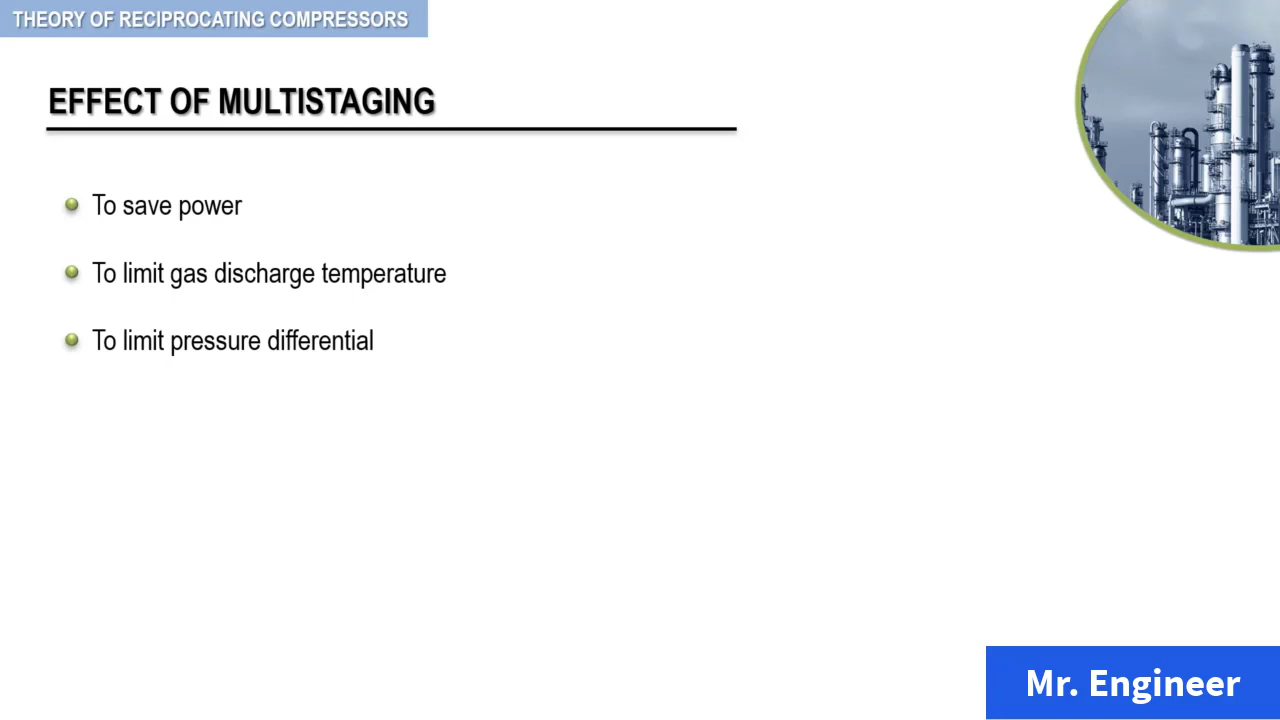 THEORY OF RECIPROCATING COMPRESSORS
EFFECT OF MULTISTAGING
To save power
To limit gas discharge temperature
To limit pressure differential
Mr. Engineer